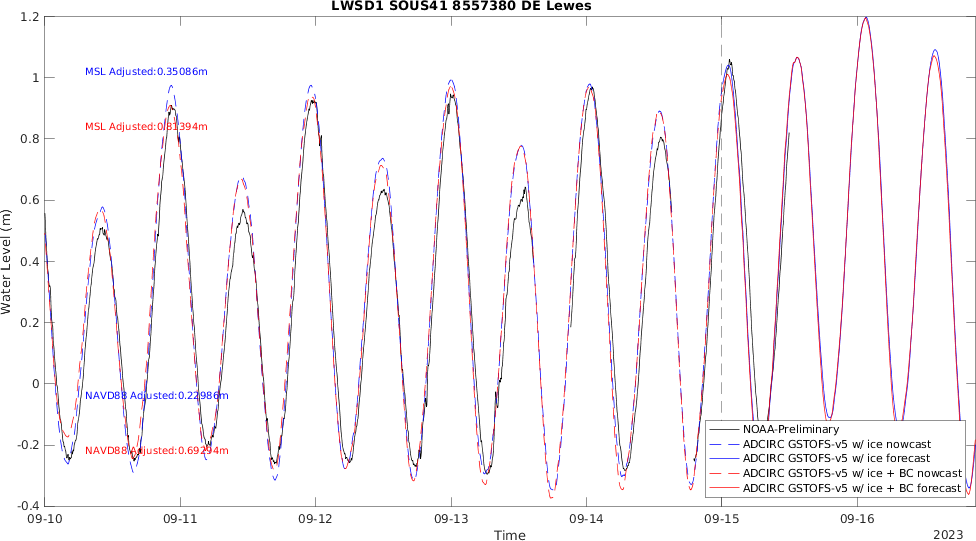 LWSD1 SOUS41 8557380 DE Lewes
1.2
1
0.8
0.6
0.4
0.2
0
-0.2
-0.4
Water Level (m)
MSL Adjusted:0.35086m
MSL Adjusted:0.81394m
NAVD88 Adjusted:0.22986m
NAVD88 Adjusted:0.69294m
NOAA-Preliminary
ADCIRC GSTOFS-v5 w/ ice nowcast
ADCIRC GSTOFS-v5 w/ ice forecast
ADCIRC GSTOFS-v5 w/ ice + BC nowcast
ADCIRC GSTOFS-v5 w/ ice + BC forecast
09-10 09-11 09-12 09-13 09-14 09-15 09-16
Time
2023